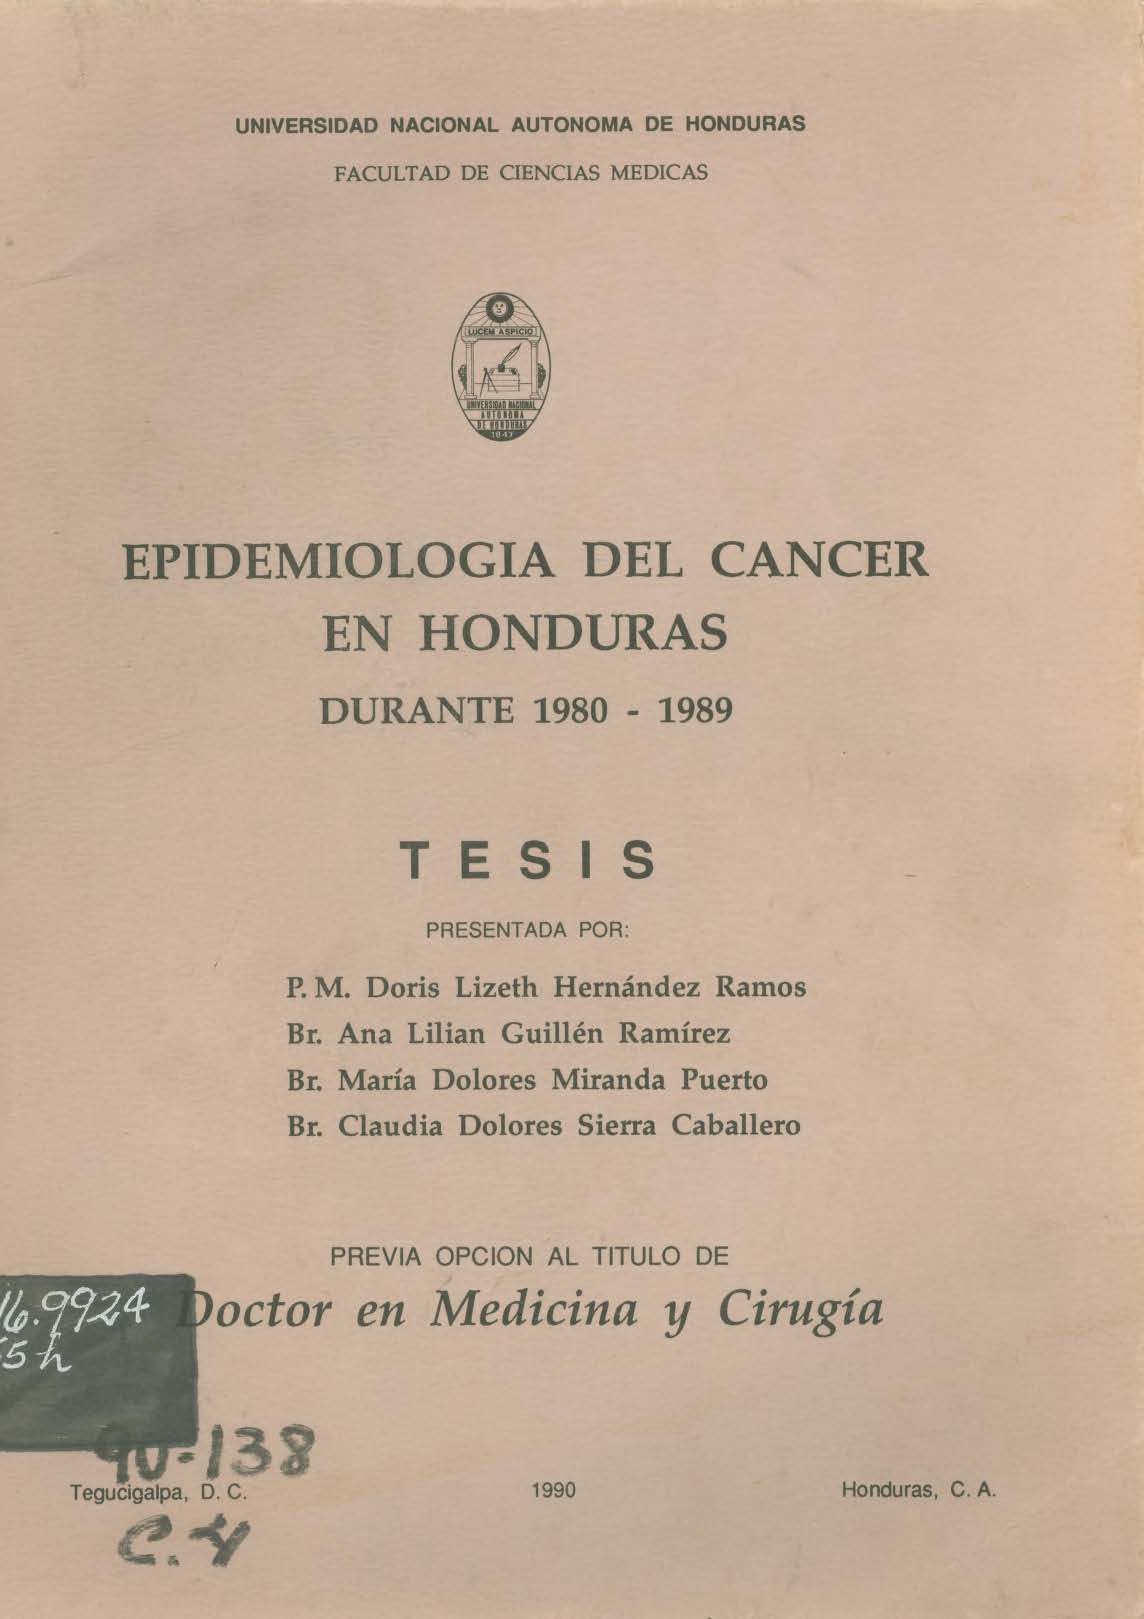 UNIVERSIDAD NACIONAL AUTONOMA DE HONDURAS
FACULTAD DE CIENCIAS MEDICAS
LUCEM ASPICIO
UNIVERSIDAD NACIONAL
AUTONOMA
DE HONDURAS
1847
EPIDEMIOLOGIA DEL CANCER
EN HONDURAS
DURANTE 1980 - 1989
TESIS
PRESENTADA POR:
P. M. Doris Lizeth Hernández Ramos
Br. Ana Lilian Guillén Ramírez
Br. María Dolores Miranda Puerto
Br. Claudia Dolores Sierra Caballero
PREVIA OPCION AL TITULO DE
Doctor en Medicina y Cirugía
16.9924
5h
90-138
Tegucigalpa, D. C. 1990 Honduras, C. A.
C. 4